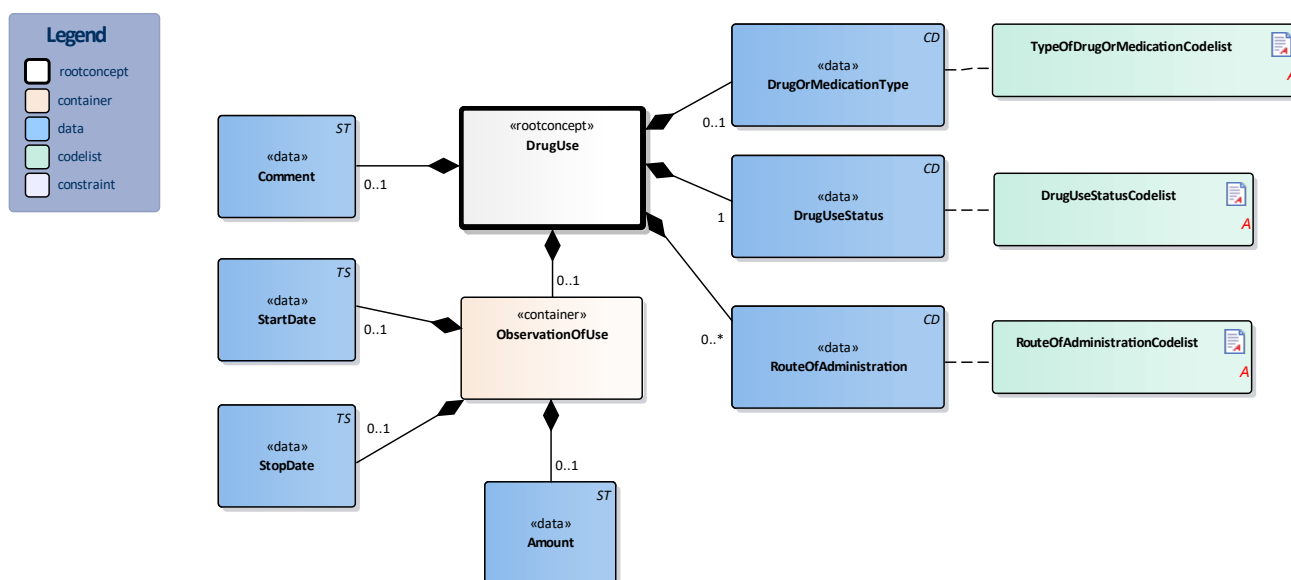 Legend
rootconcept
container
data
codelist
constraint
ST
«data»
Comment
0..1
«rootconcept»
DrugUse
CD
«data»
DrugOrMedicationType
0..1
TypeOfDrugOrMedicationCodelist
A
CD
«data»
DrugUseStatus
1
DrugUseStatusCodelist
A
TS
«data»
StartDate
0..1
0..1
«container»
ObservationOfUse
CD
«data»
RouteOfAdministration
0..*
RouteOfAdministrationCodelist
A
TS
«data»
StopDate
0..1
0..1
ST
«data»
Amount